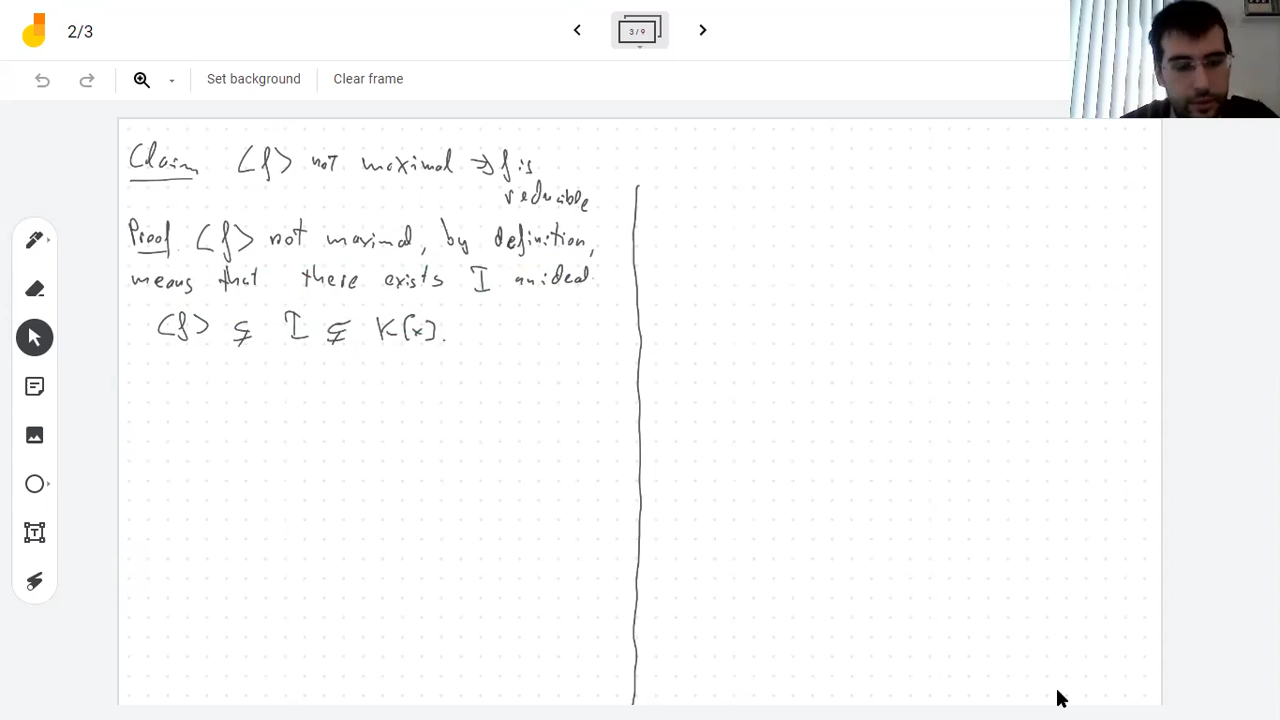 2/3
3 / 9
Set background
Clear frame
Claim ⟨f⟩ not maximal ⇒ f is
reducible
Proof ⟨f⟩ not maximal, by definition,
means that there exists I an ideal
⟨f⟩ ⊊ I ⊊ K[x].